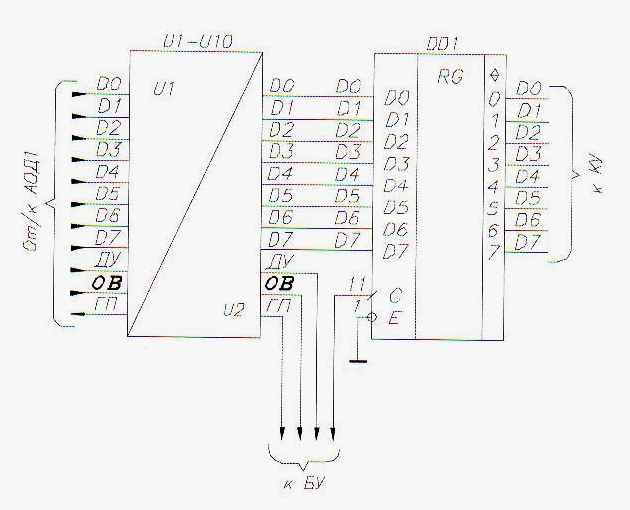 U1-U10
DD1
От/к АОД1
D0
D1
D2
D3
D4
D5
D6
D7
ДУ
ОВ
ГП
U1
U2
D0 D0
D1 D1
D2 D2
D3 D3
D4 D4
D5 D5
D6 D6
D7 D7
ДУ
ОВ
ГП
11
1
D0
D1
D2
D3
D4
D5
D6
D7
C
E
RG
0
1
2
3
4
5
6
7
D0
D1
D2
D3
D4
D5
D6
D7
к КУ
к БУ